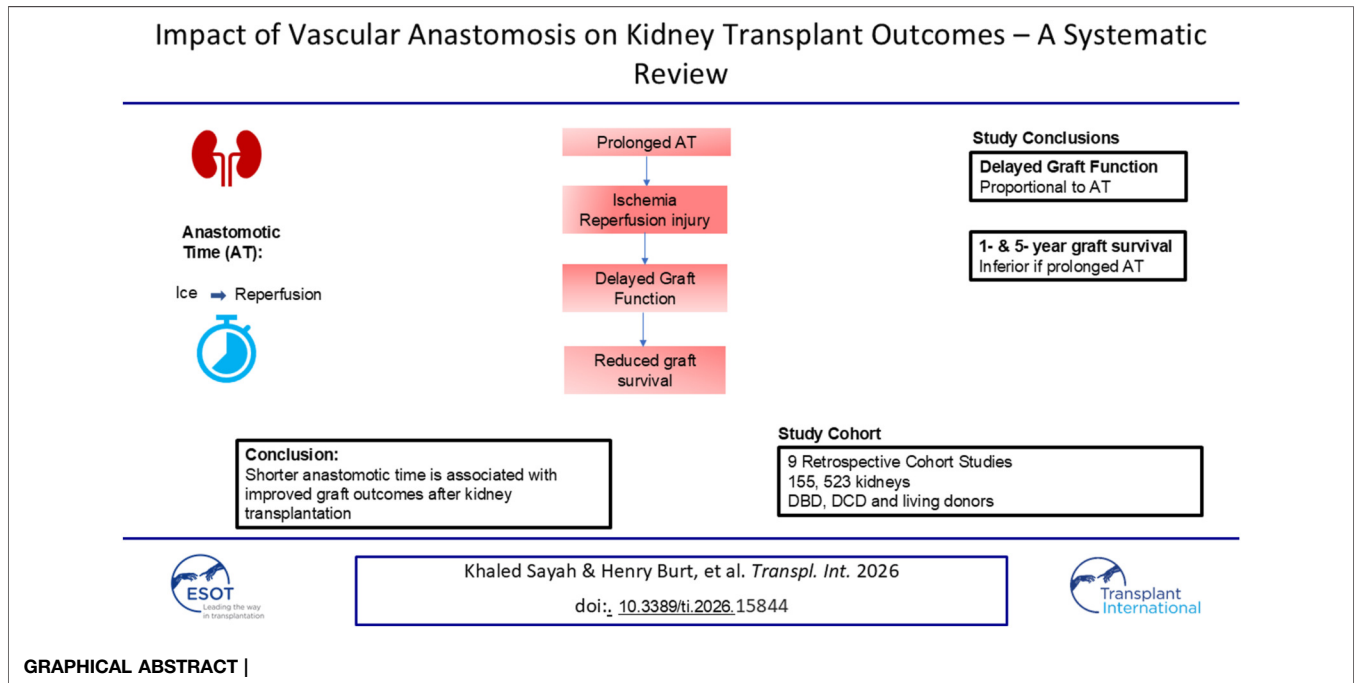 Impact of Vascular Anastomosis on Kidney Transplant Outcomes – A Systematic
Review
Anastomotic
Time (AT):
Ice
Reperfusion
Prolonged AT
Ischemia
Reperfusion injury
Delayed Graft
Function
Reduced graft
survival
Study Conclusions
Delayed Graft Function
Proportional to AT
1- & 5- year graft survival
Inferior if prolonged AT
Conclusion:
Shorter anastomotic time is associated with
improved graft outcomes after kidney
transplantation
Study Cohort
9 Retrospective Cohort Studies
155, 523 kidneys
DBD, DCD and living donors
ESOT
Leading the way
in transplantation
Khaled Sayah & Henry Burt, et al. Transpl. Int. 2026
doi:. 10.3389/ti.2026.15844
Transplant
International
GRAPHICAL ABSTRACT |